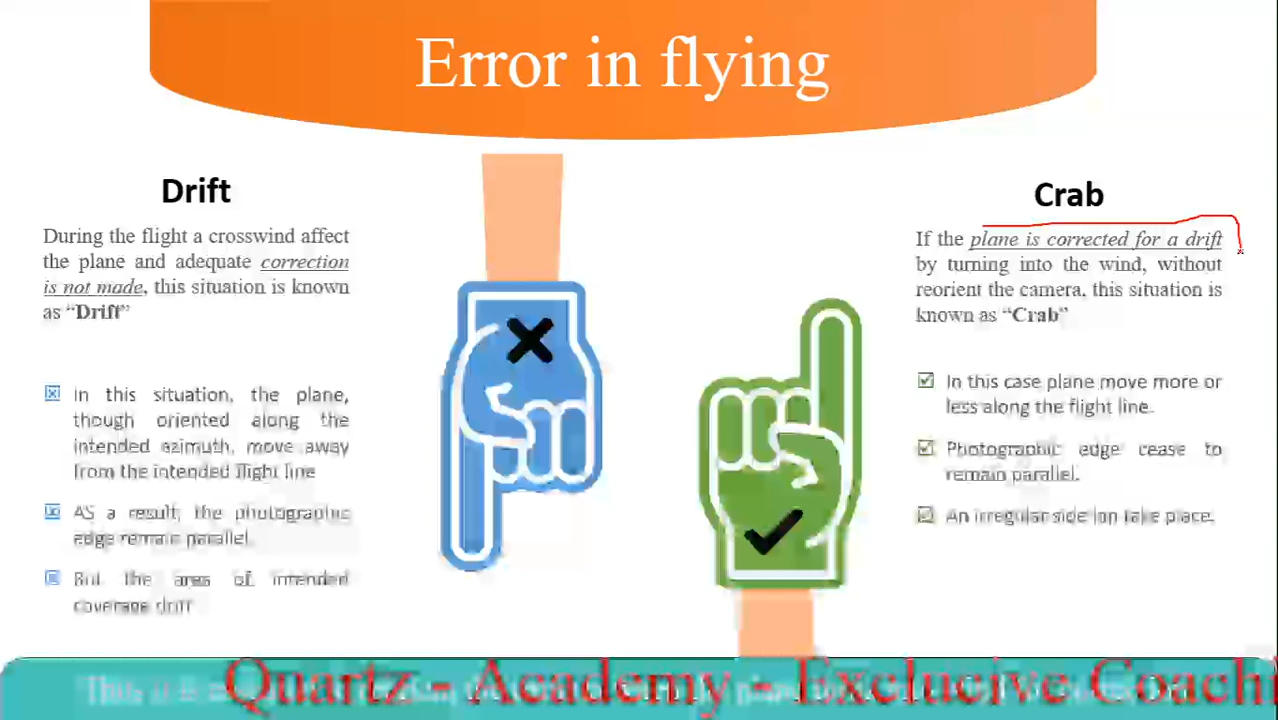 Error in flying
Drift
During the flight a crosswind affect
the plane and adequate correction
is not made, this situation is known
as “Drift”
In this situation, the plane,
though oriented along the
intended azimuth, move away
from the intended flight line
AS a result, the photographic
edge remain parallel.
But the area of intended
coverage drift
Crab
If the plane is corrected for a drift
by turning into the wind, without
reorient the camera, this situation is
known as “Crab”
In this case plane move more or
less along the flight line.
Photographic edge cease to
remain parallel.
An irregular side lap take place.
Quartz - Academy - Exclucive Coachi